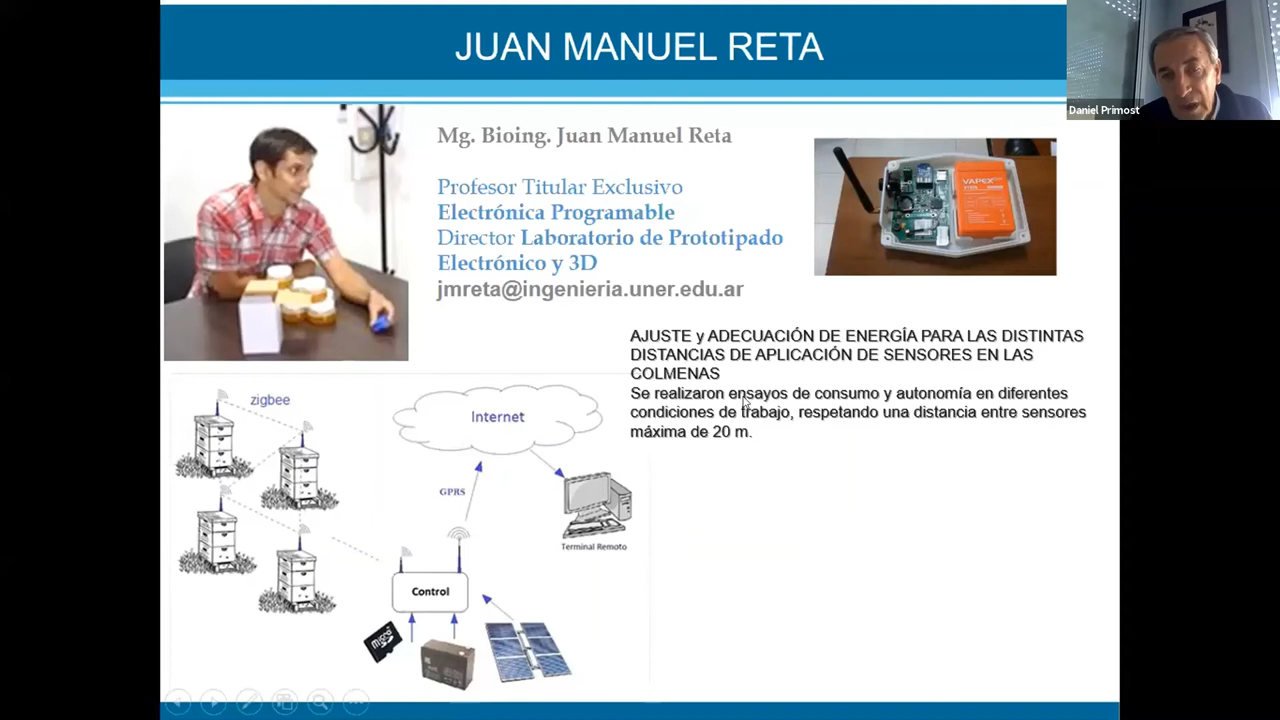 JUAN MANUEL RETA
Daniel Primost
Mg. Bioing. Juan Manuel Reta
Profesor Titular Exclusivo
Electrónica Programable
Director Laboratorio de Prototipado
Electrónico y 3D
jmreta@ingenieria.uner.edu.ar
VAPEX
AJUSTE y ADECUACIÓN DE ENERGÍA PARA LAS DISTINTAS
DISTANCIAS DE APLICACIÓN DE SENSORES EN LAS
COLMENAS
Se realizaron ensayos de consumo y autonomía en diferentes
condiciones de trabajo, respetando una distancia entre sensores
máxima de 20 m.
zigbee
Internet
GPRS
Terminal Remoto
Control
micro